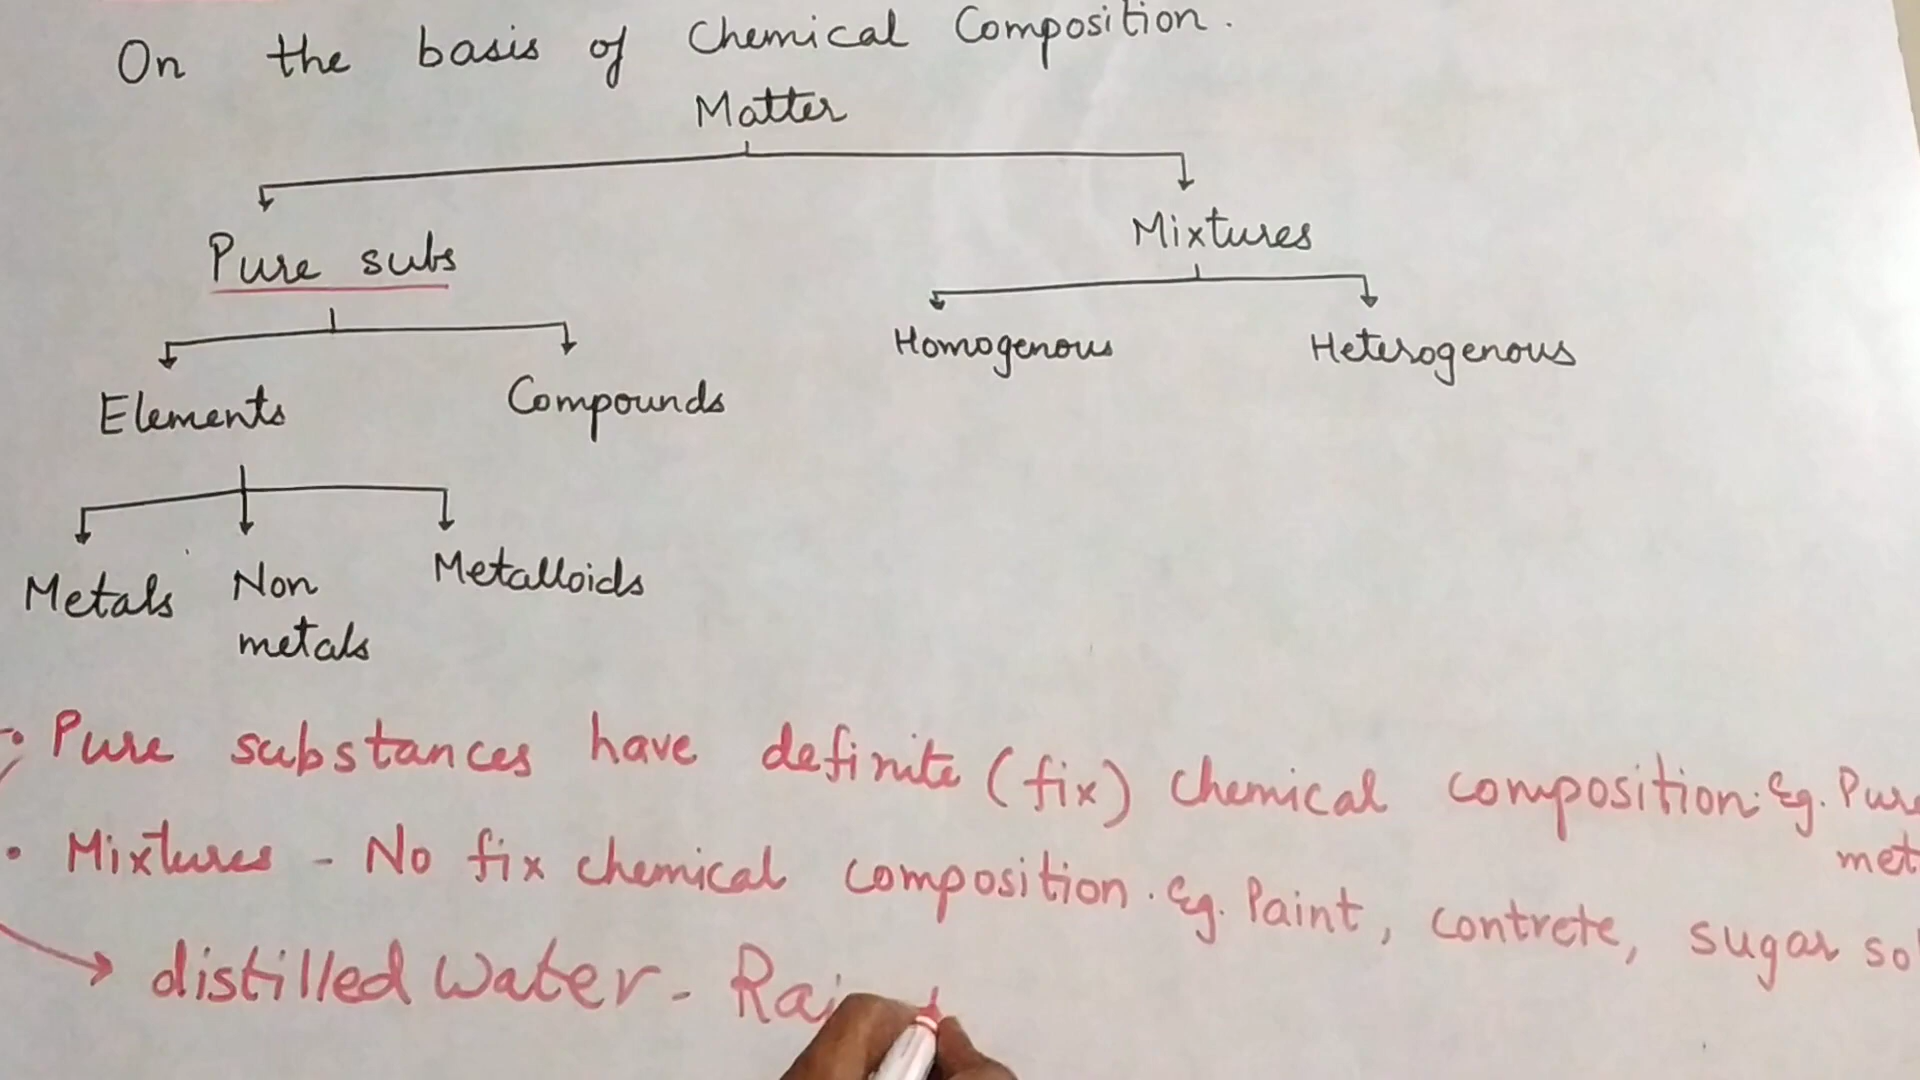 On the basis of Chemical Composition.
Matter
Pure subs
Mixtures
Elements
Compounds
Homogenous
Heterogenous
Metals
Non
metals
Metalloids
• Pure substances have definite (fix) chemical composition. Eg. Pure
met
• Mixtures - No fix chemical composition. Eg. Paint, contrete, sugar so
→ distilled water - Rai